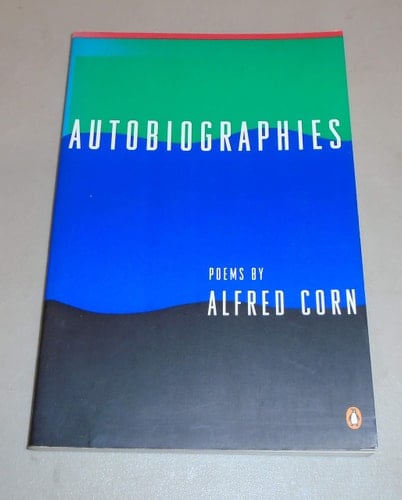 AUTOBIOGRAPHIES
POEMS BY
ALFRED CORN